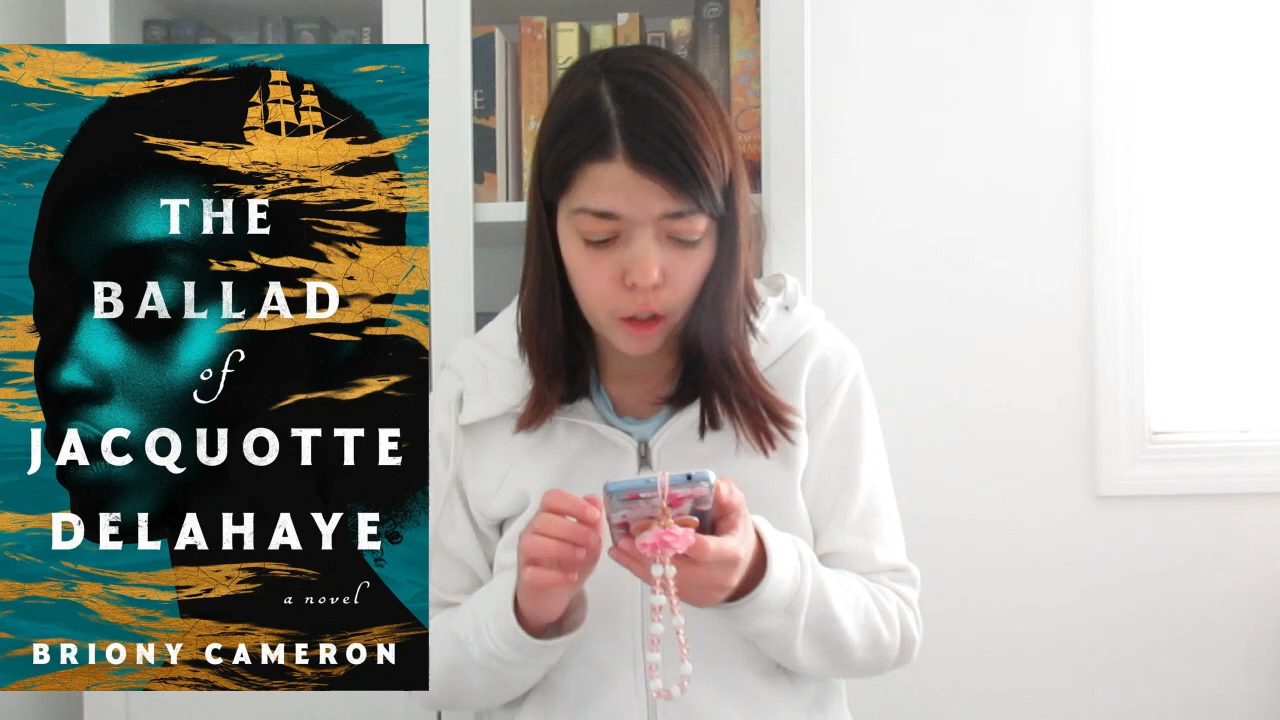 THE
BALLAD
of
JACQUOTTE
DELAHAYE
a novel
BRIONY CAMERON